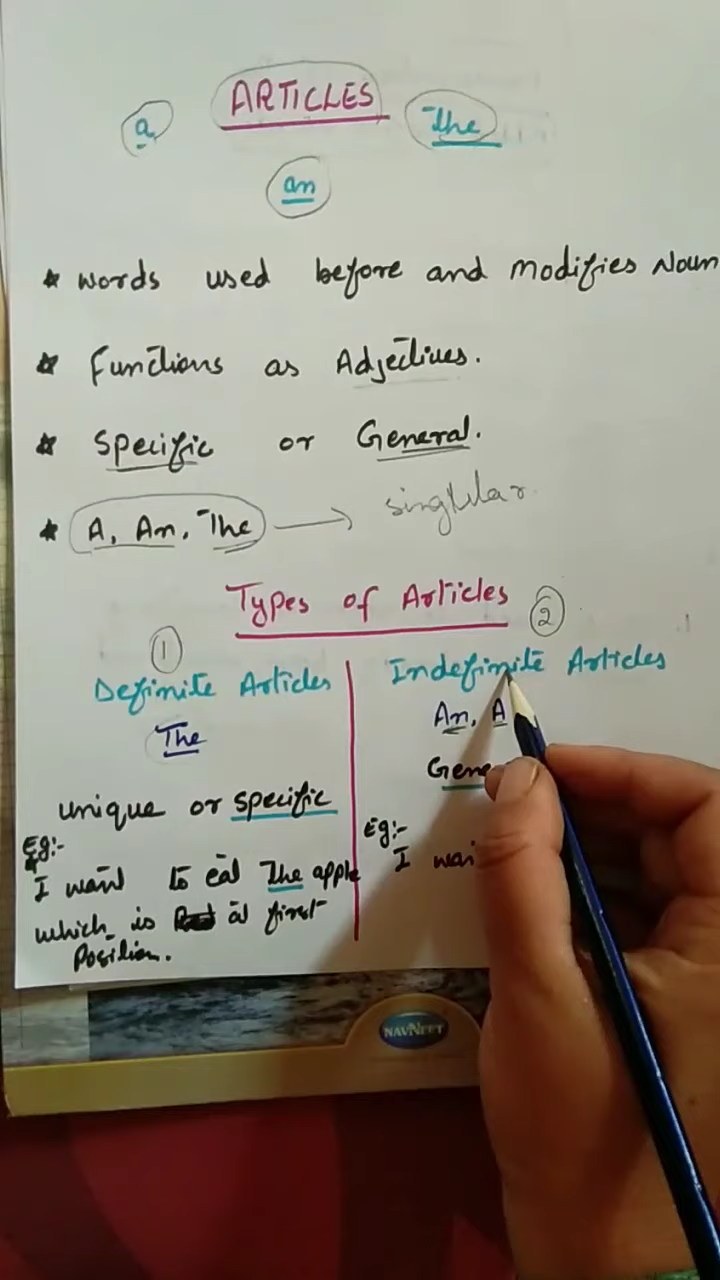 ARTICLES
a
The
an
* words used before and modifies Noun
* Functions as Adjectives.
* Specific or General.
* A, An, The → singular
Types of Articles
1
2
Definite Articles
Indefinite Articles
The
An, A
unique or specific
Gene
Eg:-
I want to eat The apple
which is at first
Position.
Eg:-
I wan
NAVNEET